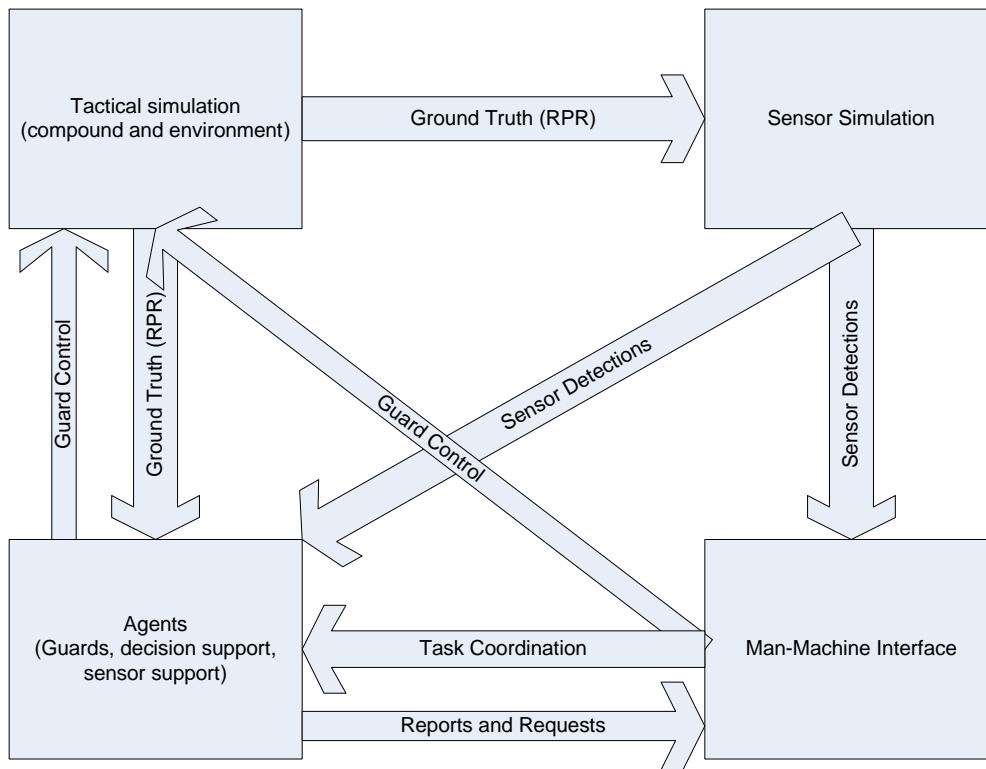 Tactical simulation
(compound and environment)
Ground Truth (RPR)
Sensor Simulation
Guard Control
Ground Truth (RPR)
Guard Control
Sensor Detections
Sensor Detections
Agents
(Guards, decision support,
sensor support)
Task Coordination
Man-Machine Interface
Reports and Requests